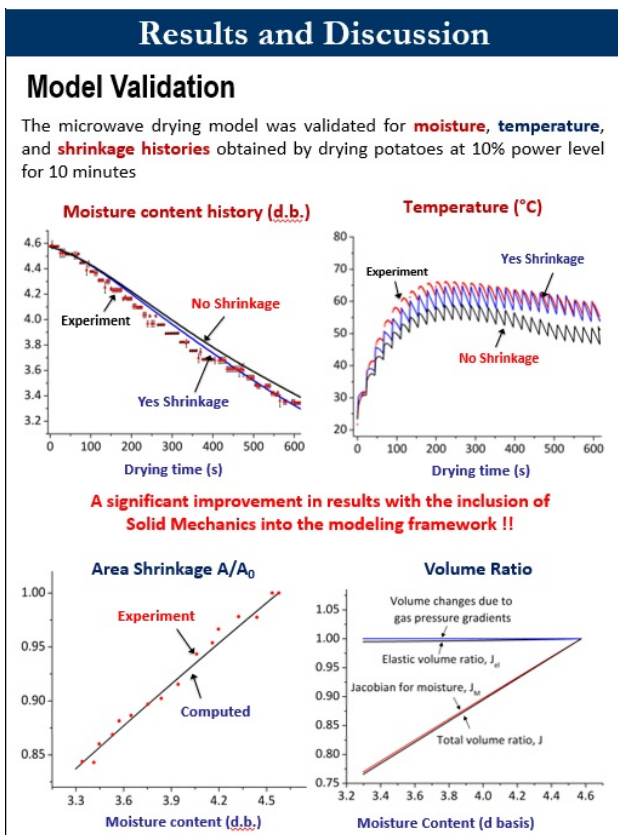 Results and Discussion
Model Validation
The microwave drying model was validated for moisture, temperature,
and shrinkage histories obtained by drying potatoes at 10% power level
for 10 minutes
Moisture content history (d.b.)
4.6
4.4
4.2
4.0
3.8
3.6
3.4
3.2
Experiment
No Shrinkage
Yes Shrinkage
0 100 200 300 400 500 600
Drying time (s)
Temperature (°C)
80
70
60
50
40
30
20
Experiment
Yes Shrinkage
No Shrinkage
0 100 200 300 400 500 600
Drying time (s)
A significant improvement in results with the inclusion of
Solid Mechanics into the modeling framework !!
Area Shrinkage A/A0
1.00
0.95
0.90
0.85
Experiment
Computed
3.3 3.6 3.9 4.2 4.5
Moisture content (d.b.)
Volume Ratio
1.05
1.00
0.95
0.90
0.85
0.80
0.75
Volume changes due to
gas pressure gradients
Elastic volume ratio, Jel
Jacobian for moisture, JM
Total volume ratio, J
3.2 3.4 3.6 3.8 4.0 4.2 4.4 4.6
Moisture Content (d basis)